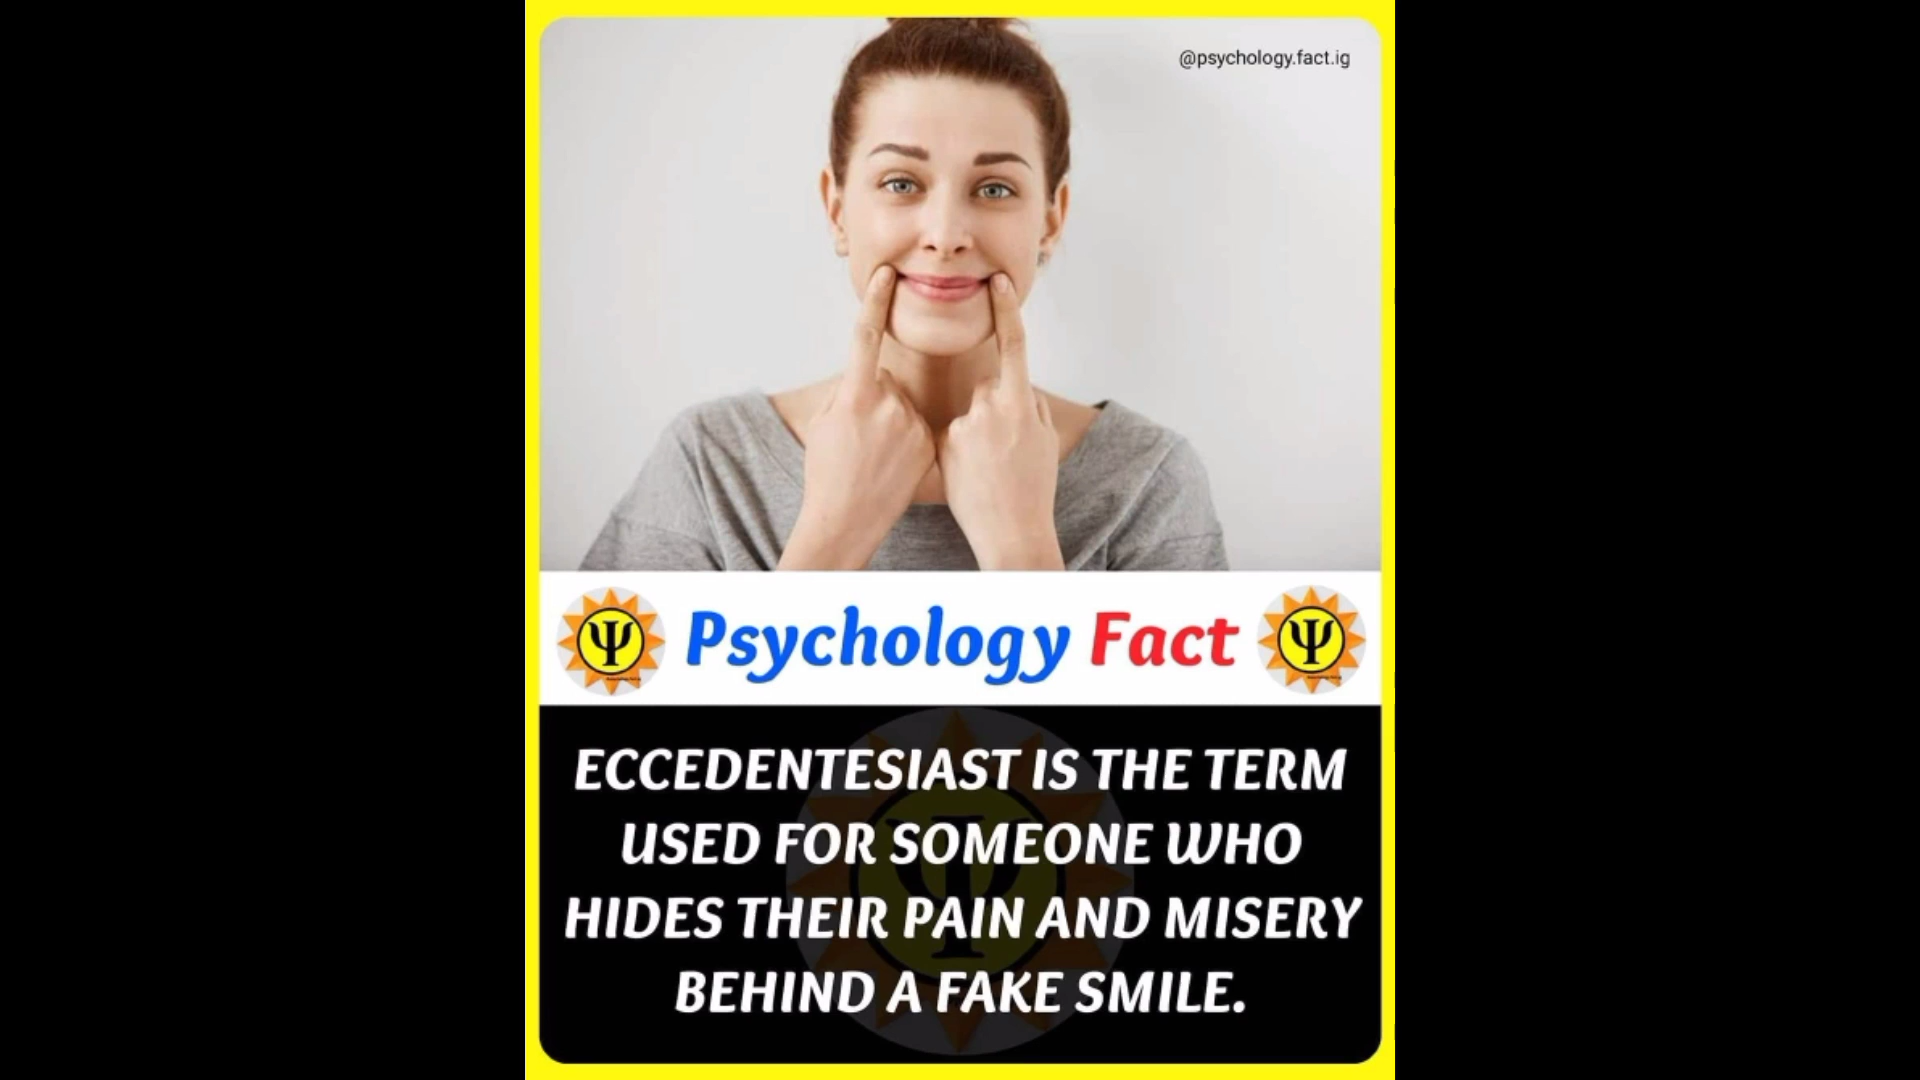 @psychology.fact.ig
Psychology Fact
ECCEDENTESIAST IS THE TERM
USED FOR SOMEONE WHO
HIDES THEIR PAIN AND MISERY
BEHIND A FAKE SMILE.